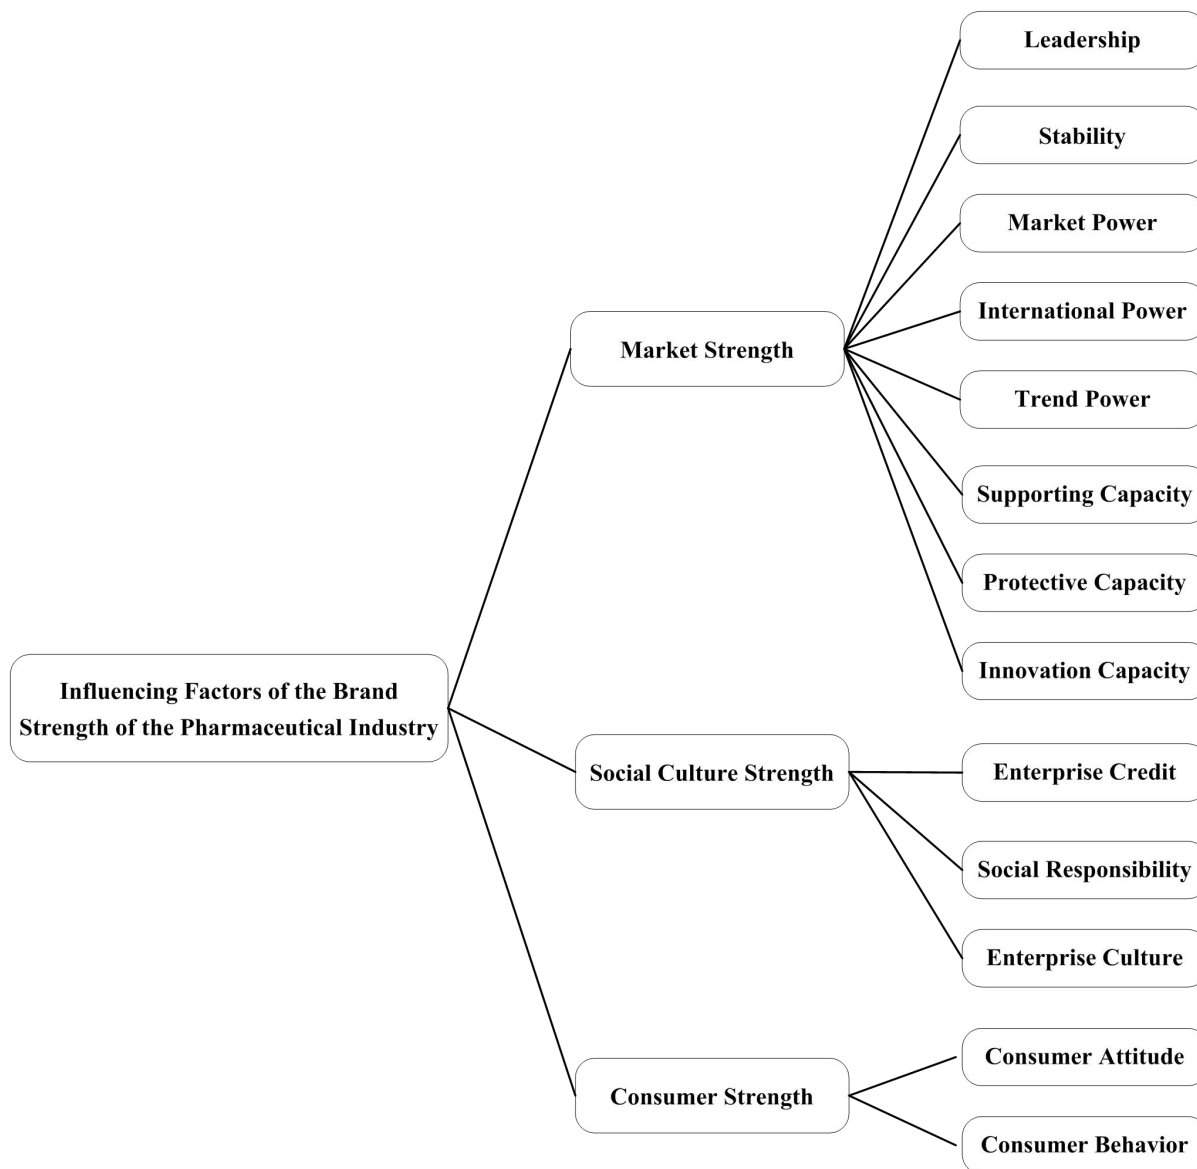 Leadership
Stability
Market Power
International Power
Market Strength
Trend Power
Supporting Capacity
Protective Capacity
Innovation Capacity
Influencing Factors of the Brand
Strength of the Pharmaceutical Industry
Social Culture Strength
Enterprise Credit
Social Responsibility
Enterprise Culture
Consumer Attitude
Consumer Strength
Consumer Behavior